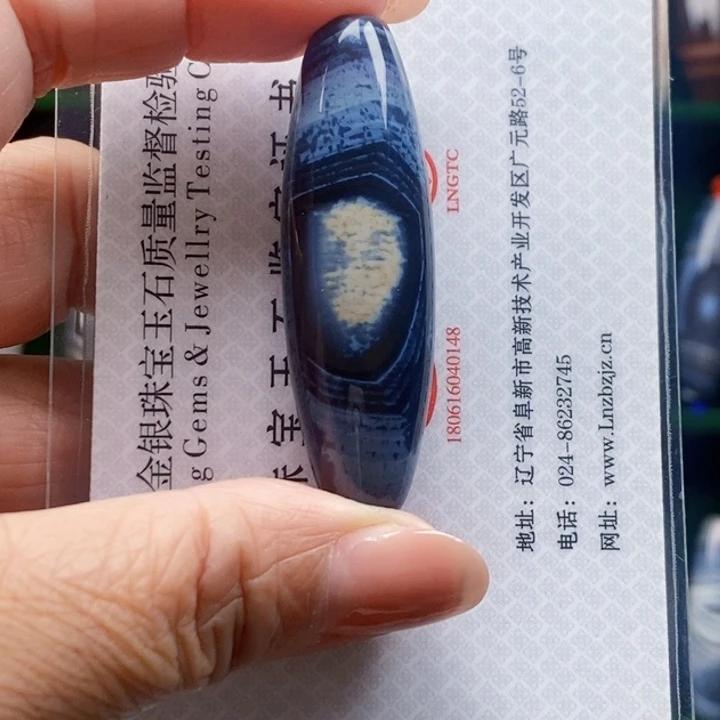 金银珠宝玉石质量监督检验
g Gems & Jewellry Testing C
LNGTC
180616040148
地址：辽宁省阜新市高新技术产业开发区广元路52-6号
电话：024-86232745
网址：www.Lnzbzjz.cn